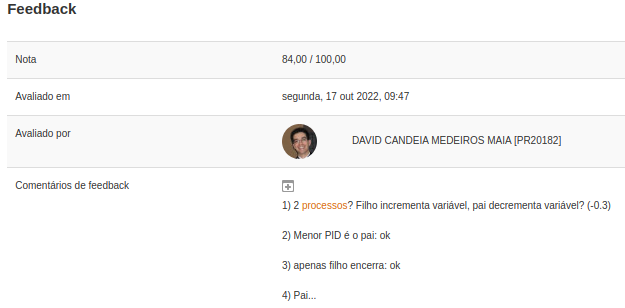 Feedback
Nota 84,00 / 100,00
Avaliado em segunda, 17 out 2022, 09:47
Avaliado por DAVID CANDEIA MEDEIROS MAIA [PR20182]
Comentários de feedback
1) 2 processos? Filho incrementa variável, pai decrementa variável? (-0.3)
2) Menor PID é o pai: ok
3) apenas filho encerra: ok
4) Pai...